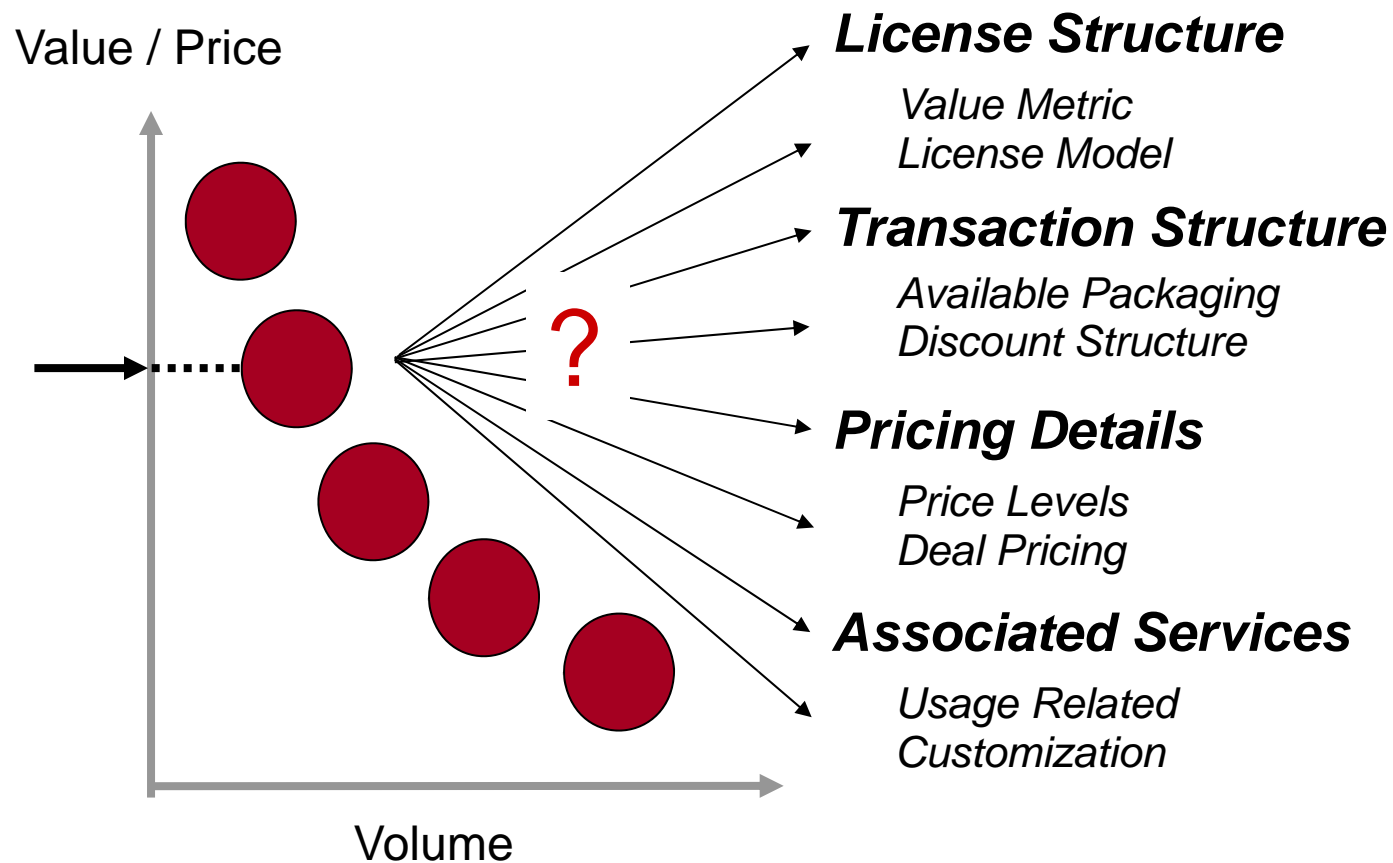 Value / Price
License Structure
Value Metric
License Model
Transaction Structure
Available Packaging
Discount Structure
?
Pricing Details
Price Levels
Deal Pricing
Associated Services
Usage Related
Customization
Volume